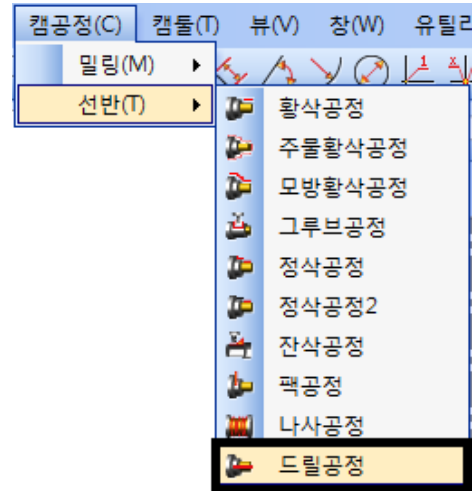 캠공정(C) 캠툴(T) 뷰(V) 창(W) 유틸리
밀링(M)
선반(T)
황삭공정
주물황삭공정
모방황삭공정
그루브공정
정삭공정
정삭공정2
잔삭공정
팩공정
나사공정
드릴공정